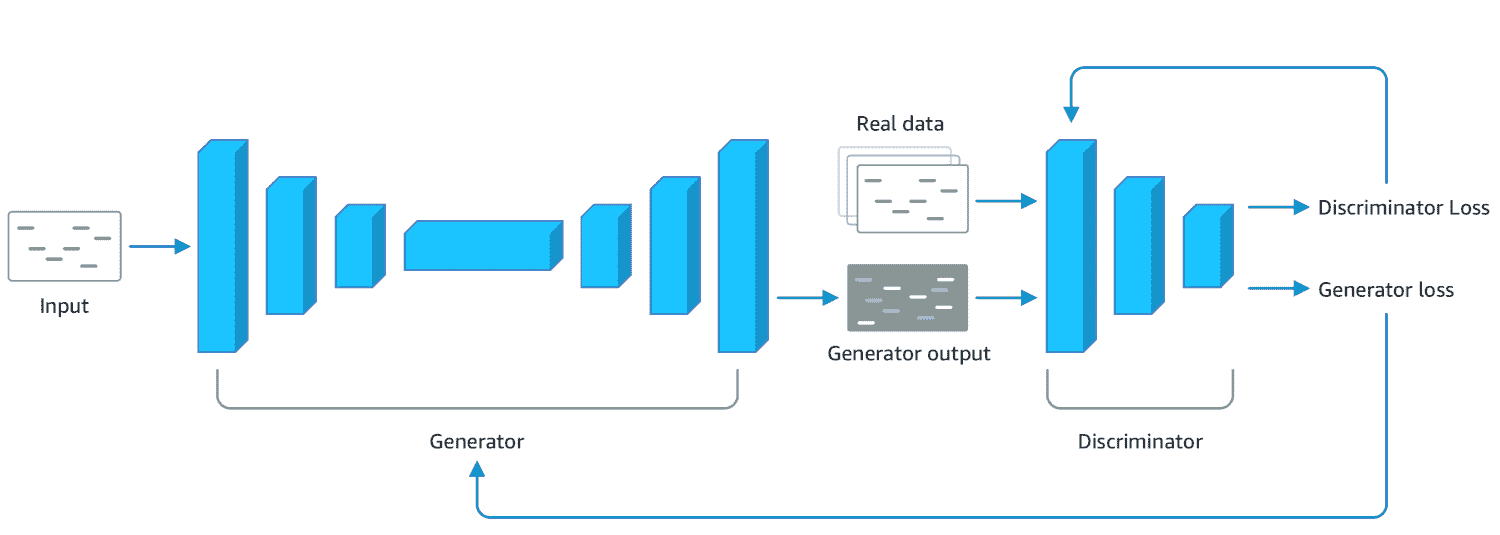 Real data
Input
Generator output
Discriminator Loss
Generator loss
Generator
Discriminator